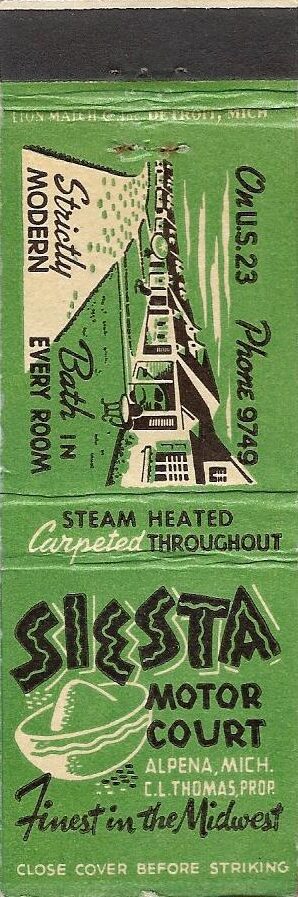 LION MATCH Co. Inc DETROIT, MICH
On U.S. 23 Phone 9749
Strictly
MODERN
Bath IN
EVERY ROOM
STEAM HEATED
Carpeted THROUGHOUT
SIESTA
MOTOR
COURT
ALPENA, MICH.
C.L. THOMAS, PROP.
Finest in the Midwest
CLOSE COVER BEFORE STRIKING